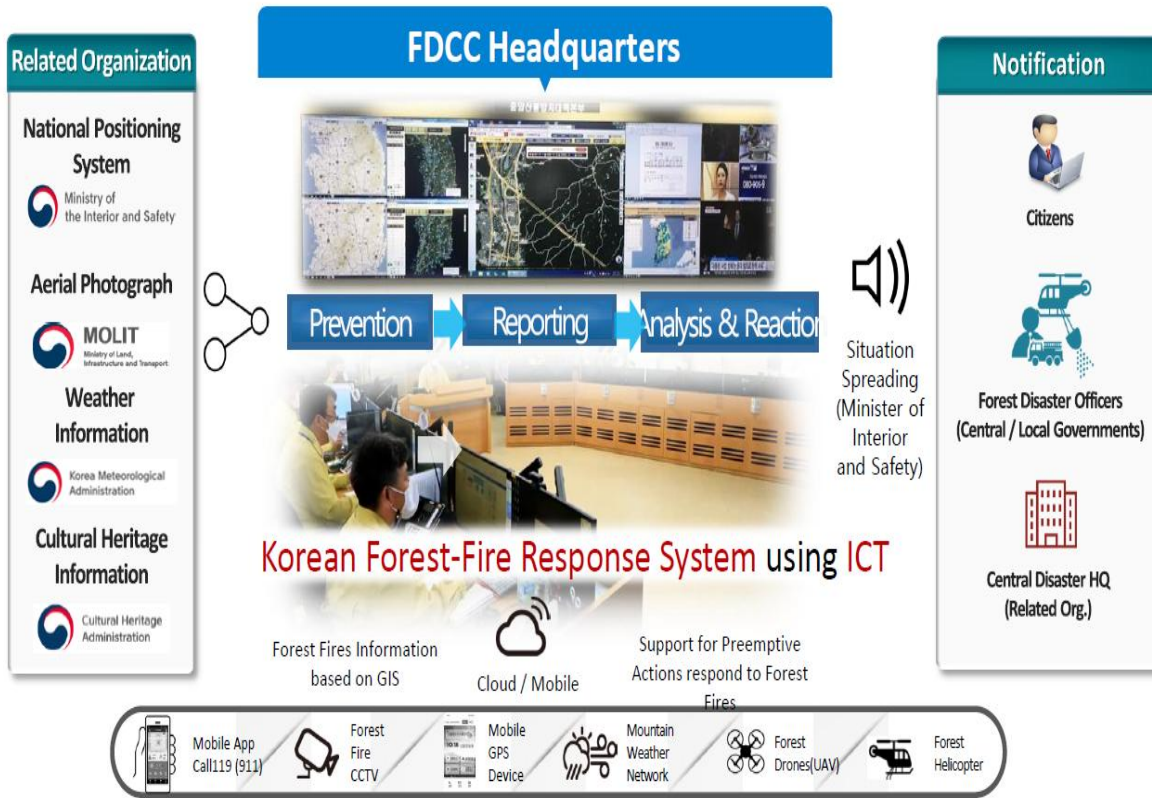 FDCC Headquarters
Related Organization
National Positioning
System
Ministry of
the Interior and Safety
Aerial Photograph
MOLIT
Ministry of Land,
Infrastructure and Transport
Weather
Information
Korea Meteorological
Administration
Cultural Heritage
Information
Cultural Heritage
Administration
Prevention
Reporting
Analysis & Reaction
Situation
Spreading
(Minister of
Interior
and Safety)
Notification
Citizens
Forest Disaster Officers
(Central / Local Governments)
Central Disaster HQ
(Related Org.)
Korean Forest-Fire Response System using ICT
Forest Fires Information
based on GIS
Cloud / Mobile
Support for Preemptive
Actions respond to Forest
Fires
Mobile App
Call119 (911)
Forest
Fire
CCTV
Mobile
GPS
Device
Mountain
Weather
Network
Forest
Drones(UAV)
Forest
Helicopter